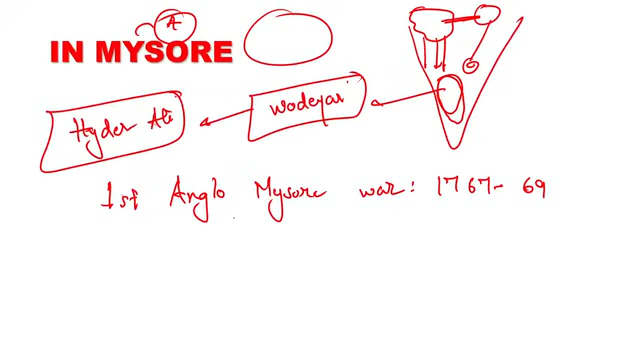 A
IN MYSORE
Hyder Ali
Wodeyar
1st Anglo Mysore war: 1767-69